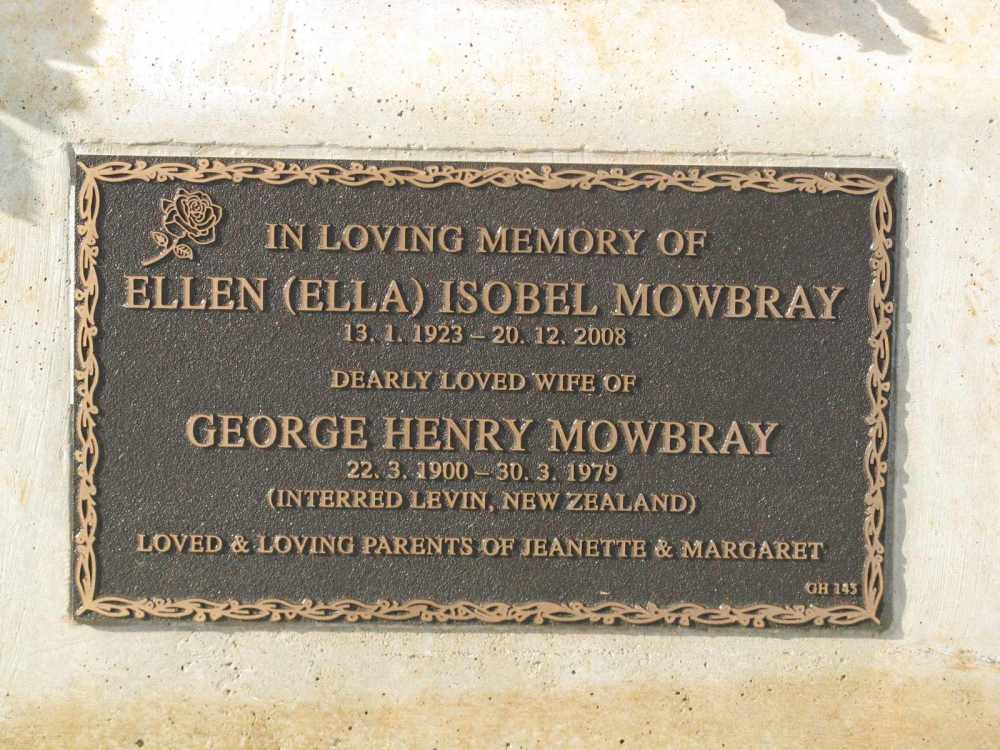 IN LOVING MEMORY OF
ELLEN (ELLA) ISOBEL MOWBRAY
13. 1. 1923 – 20. 12. 2008
DEARLY LOVED WIFE OF
GEORGE HENRY MOWBRAY
22. 3. 1900 – 30. 3. 1979
(INTERRED LEVIN, NEW ZEALAND)
LOVED & LOVING PARENTS OF JEANETTE & MARGARET
GH 143